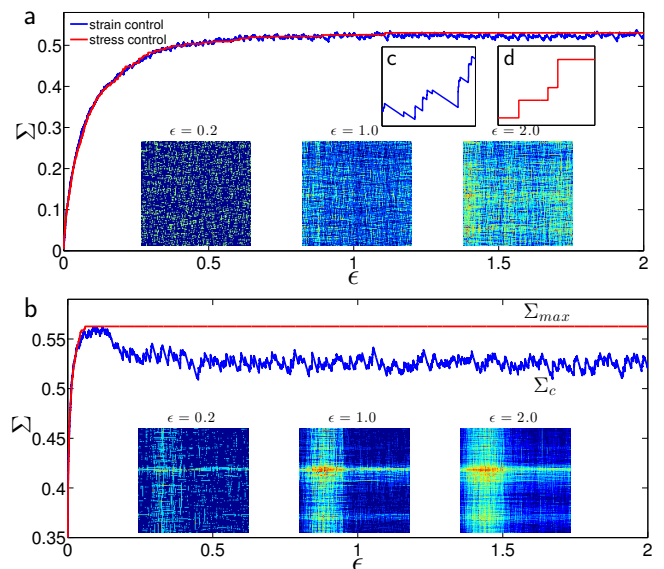 a
strain control
stress control
0.5
0.4
0.3
0.2
0.1
0
Σ
c
d
ϵ = 0.2
ϵ = 1.0
ϵ = 2.0
0
0.5
1
1.5
2
ϵ
b
Σmax
0.55
0.5
0.45
0.4
0.35
Σ
Σc
ϵ = 0.2
ϵ = 1.0
ϵ = 2.0
0
0.5
1
1.5
2
ϵ